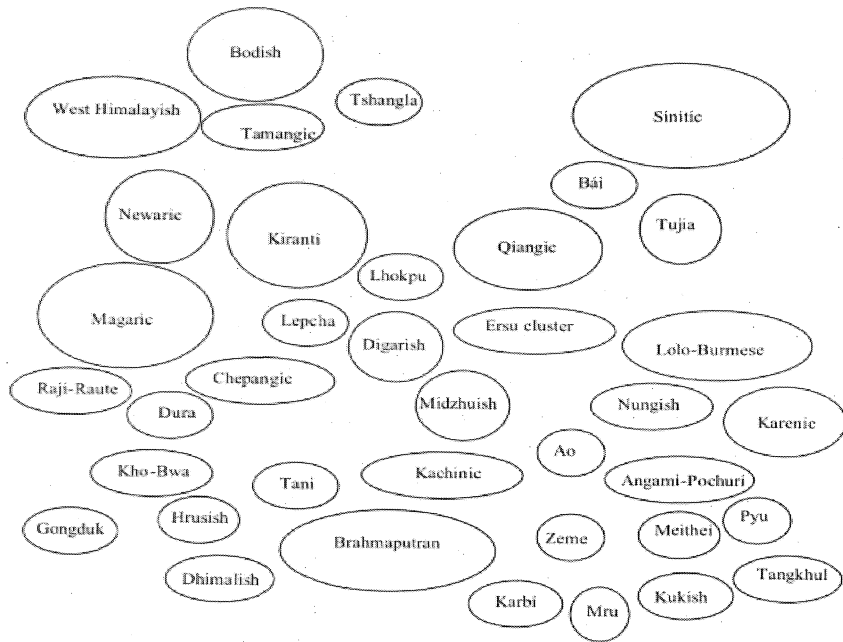 Bodish
West Himalayish
Tshangla
Tamangic
Sinitic
Bái
Newaric
Kiranti
Qiangic
Tujia
Lhokpu
Magaric
Lepcha
Digarish
Ersu cluster
Lolo-Burmese
Raji-Raute
Chepangic
Dura
Midzhuish
Nungish
Karenic
Kho-Bwa
Tani
Kachinic
Ao
Angami-Pochuri
Gongduk
Hrusish
Brahmaputran
Zeme
Meithei
Pyu
Dhimalish
Karbi
Mru
Kukish
Tangkhul